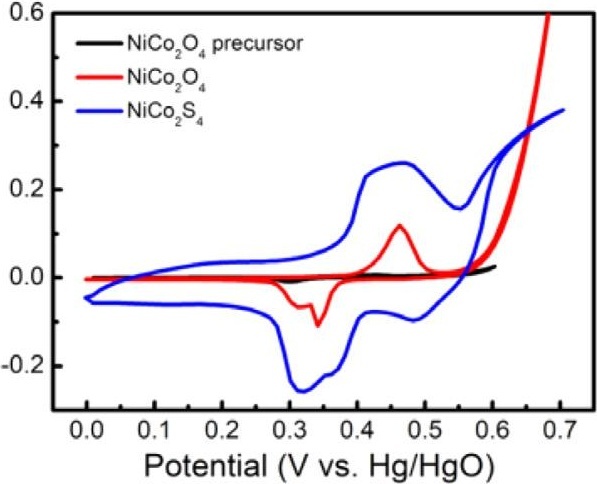 0.6
0.4
0.2
0.0
-0.2
NiCo₂O₄ precursor
NiCo₂O₄
NiCo₂S₄
0.0 0.1 0.2 0.3 0.4 0.5 0.6 0.7
Potential (V vs. Hg/HgO)